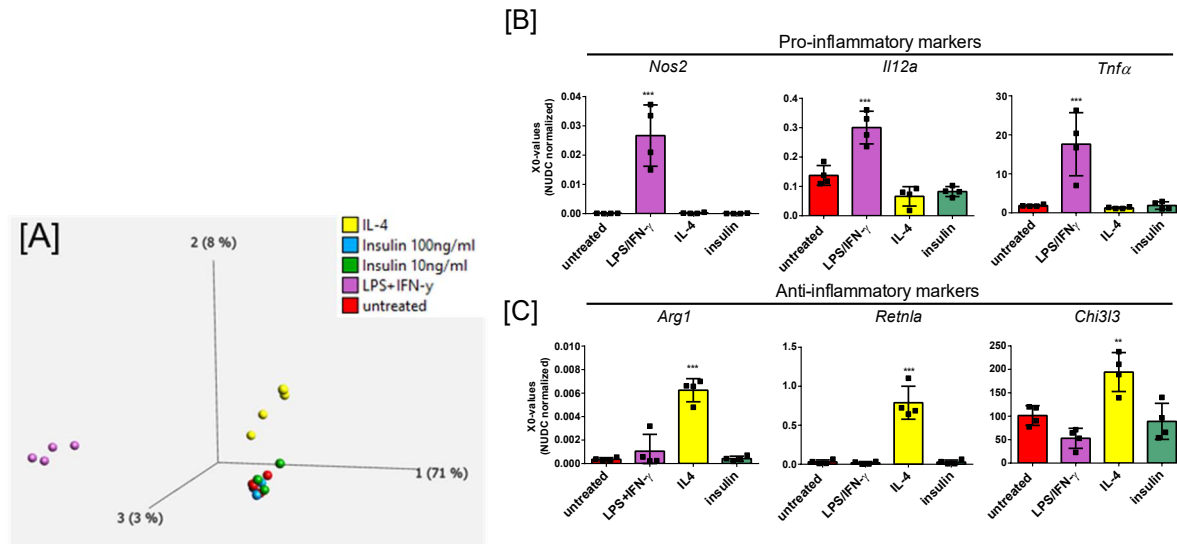 [A]
2 (8 %)
1 (71 %)
3 (3 %)
IL-4
Insulin 100ng/ml
Insulin 10ng/ml
LPS+IFN-y
untreated
[B]
Pro-inflammatory markers
Nos2
X0-values
(NUDC normalized)
0.04
0.03
0.02
0.01
0.00
***
untreated
LPS/IFN-γ
IL-4
insulin
Il12a
0.4
0.3
0.2
0.1
0.0
***
untreated
LPS/IFN-γ
IL-4
insulin
Tnfα
30
20
10
0
***
untreated
LPS/IFN-γ
IL-4
insulin
[C]
Anti-inflammatory markers
Arg1
X0-values
(NUDC normalized)
0.010
0.008
0.006
0.004
0.002
0.000
***
untreated
LPS+IFN-γ
IL4
insulin
Retnla
1.5
1.0
0.5
0.0
***
untreated
LPS/IFN-γ
IL-4
insulin
Chi3l3
250
200
150
100
50
0
**
untreated
LPS/IFN-γ
IL-4
insulin